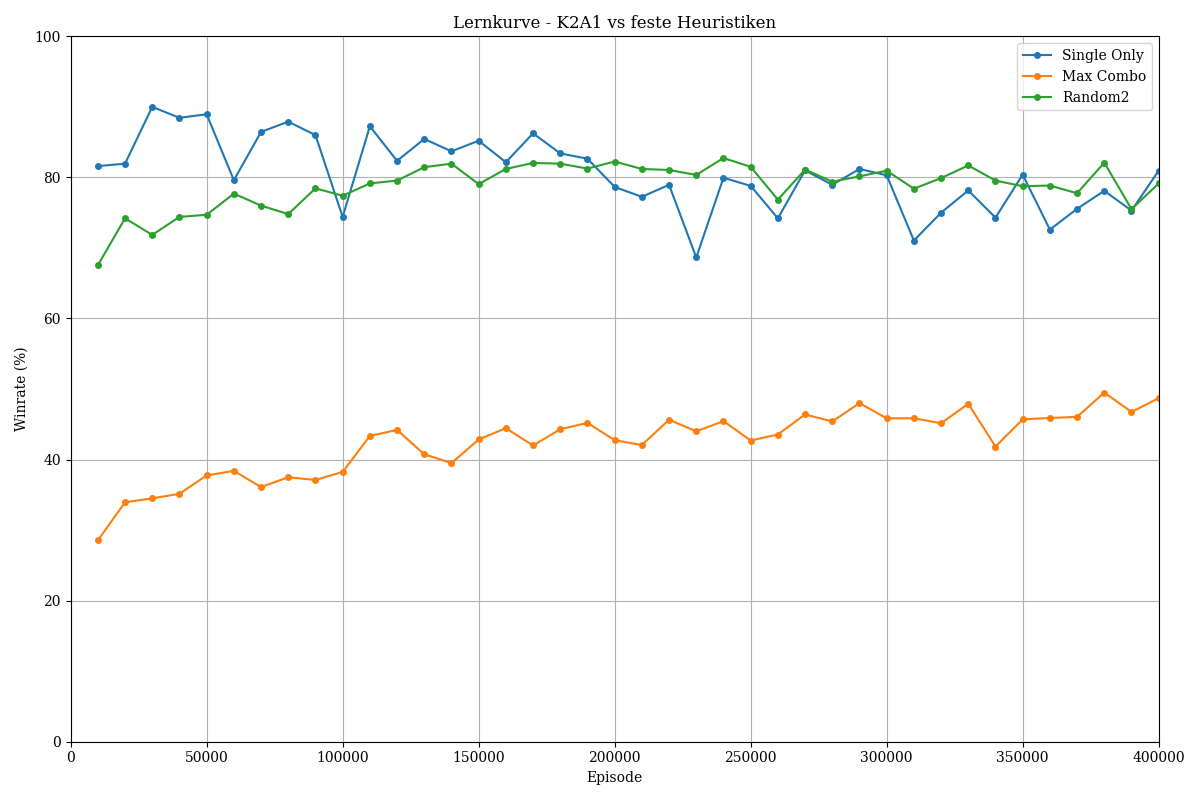 Lernkurve - K2A1 vs feste Heuristiken
Single Only
Max Combo
Random2
Winrate (%)
100
80
60
40
20
0
0 50000 100000 150000 200000 250000 300000 350000 400000
Episode